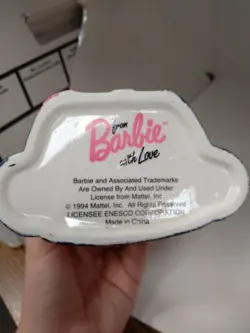 from
Barbie
with Love
Barbie and Associated Trademarks
Are Owned By And Used Under
License from Mattel, Inc.
© 1994 Mattel, Inc. All Rights Reserved
LICENSEE ENESCO CORPORATION
Made in China